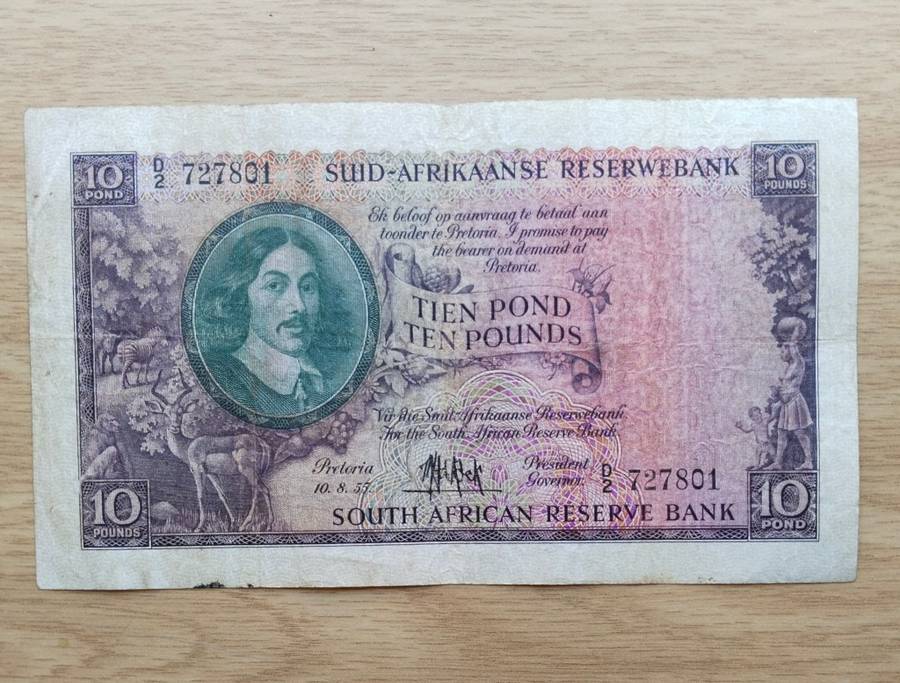 10 POND
D/2 727801
SUID-AFRIKAANSE RESERWEBANK
10 POUNDS
Ek beloof op aanvraag te betaal aan
toonder te Pretoria. I promise to pay
the bearer on demand at
Pretoria.
TIEN POND
TEN POUNDS
Vir die Suid-Afrikaanse Reserwebank
For the South African Reserve Bank
Pretoria
10.8.57.
President
Governor.
D/2 727801
10 POUNDS
SOUTH AFRICAN RESERVE BANK
10 POND